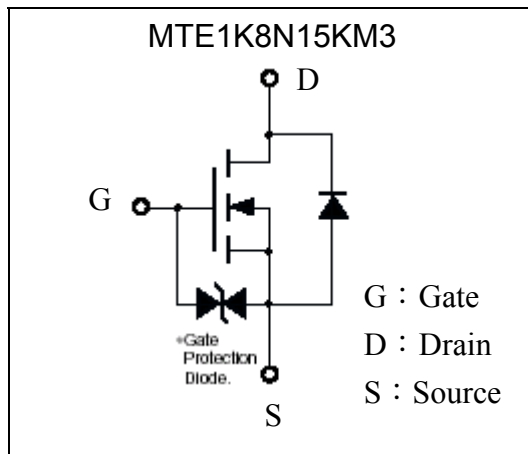 MTE1K8N15KM3
D
G
*Gate
Protection
Diode.
S
G：Gate
D：Drain
S：Source